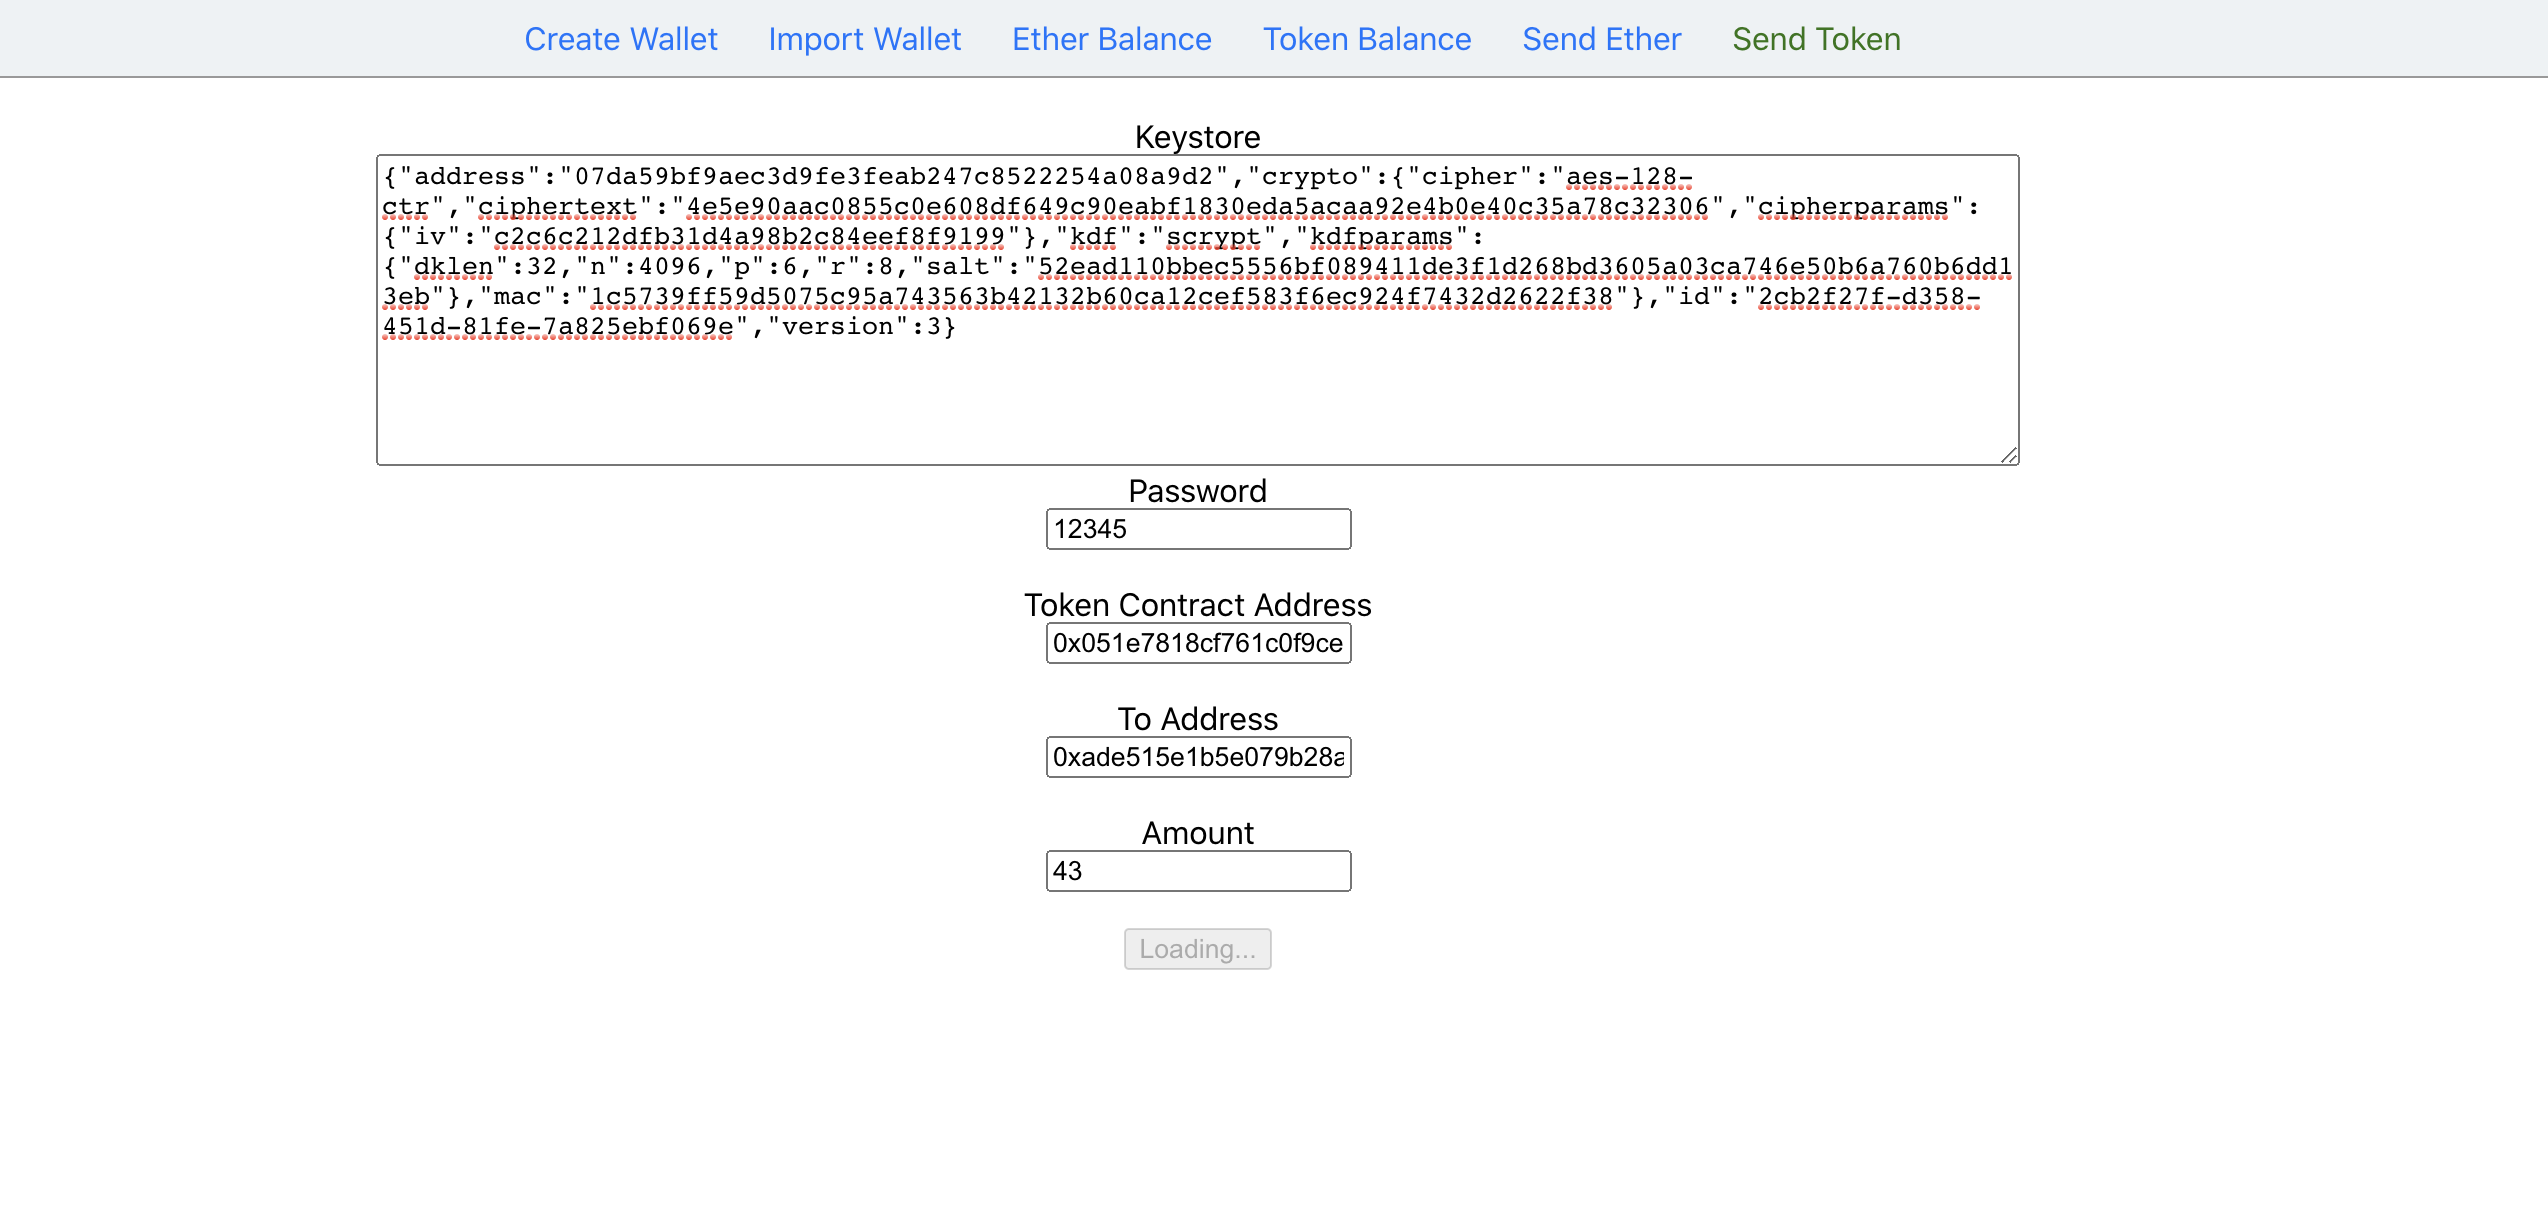 Create Wallet Import Wallet Ether Balance Token Balance Send Ether Send Token
Keystore
{"address":"07da59bf9aec3d9fe3feab247c8522254a08a9d2","crypto":{"cipher":"aes-128-
ctr","ciphertext":"4e5e90aac0855c0e608df649c90eabf1830eda5acaa92e4b0e40c35a78c32306","cipherparams":
{"iv":"c2c6c212dfb31d4a98b2c84eef8f9199"},"kdf":"scrypt","kdfparams":
{"dklen":32,"n":4096,"p":6,"r":8,"salt":"52ead110bbec5556bf089411de3f1d268bd3605a03ca746e50b6a760b6dd1
3eb"},"mac":"1c5739ff59d5075c95a743563b42132b60ca12cef583f6ec924f7432d2622f38"},"id":"2cb2f27f-d358-
451d-81fe-7a825ebf069e","version":3}
Password
12345
Token Contract Address
0x051e7818cf761c0f9ce
To Address
0xade515e1b5e079b28a
Amount
43
Loading...